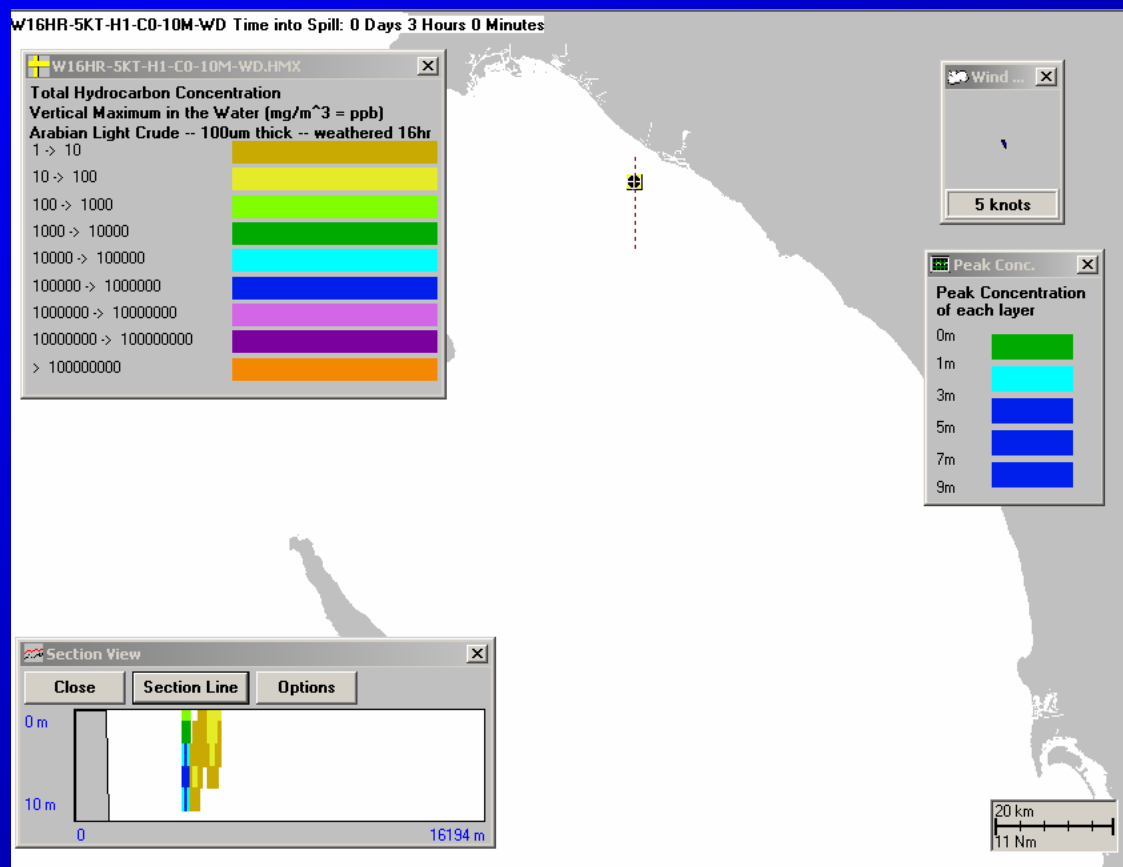 W16HR-5KT-H1-C0-10M-WD Time into Spill: 0 Days 3 Hours 0 Minutes
W16HR-5KT-H1-C0-10M-WD.HMX
Total Hydrocarbon Concentration
Vertical Maximum in the Water (mg/m^3 = ppb)
Arabian Light Crude -- 100um thick -- weathered 16hr
1 -> 10
10 -> 100
100 -> 1000
1000 -> 10000
10000 -> 100000
100000 -> 1000000
1000000 -> 10000000
10000000 -> 100000000
> 100000000
Wind ...
5 knots
Peak Conc.
Peak Concentration
of each layer
0m
1m
3m
5m
7m
9m
Section View
Close Section Line Options
0 m
10 m
0 16194 m
20 km
11 Nm